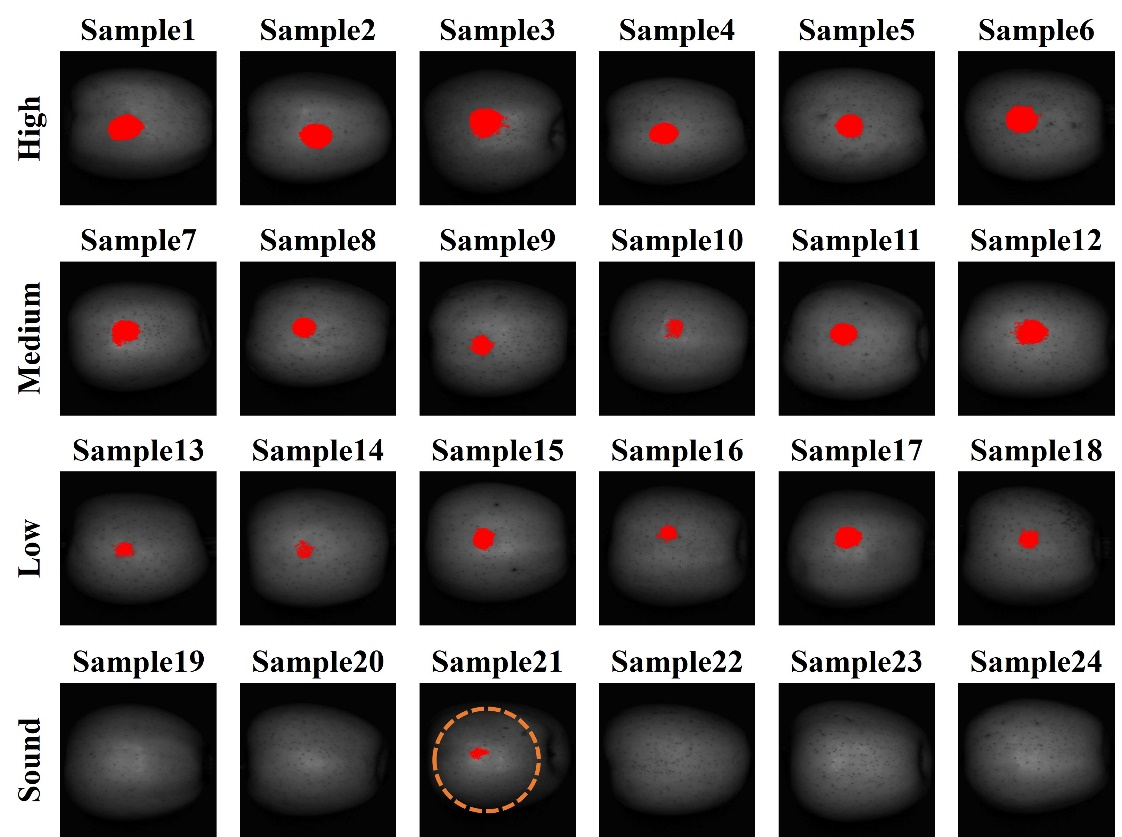 Sample1 Sample2 Sample3 Sample4 Sample5 Sample6
High
Sample7 Sample8 Sample9 Sample10 Sample11 Sample12
Medium
Sample13 Sample14 Sample15 Sample16 Sample17 Sample18
Low
Sample19 Sample20 Sample21 Sample22 Sample23 Sample24
Sound